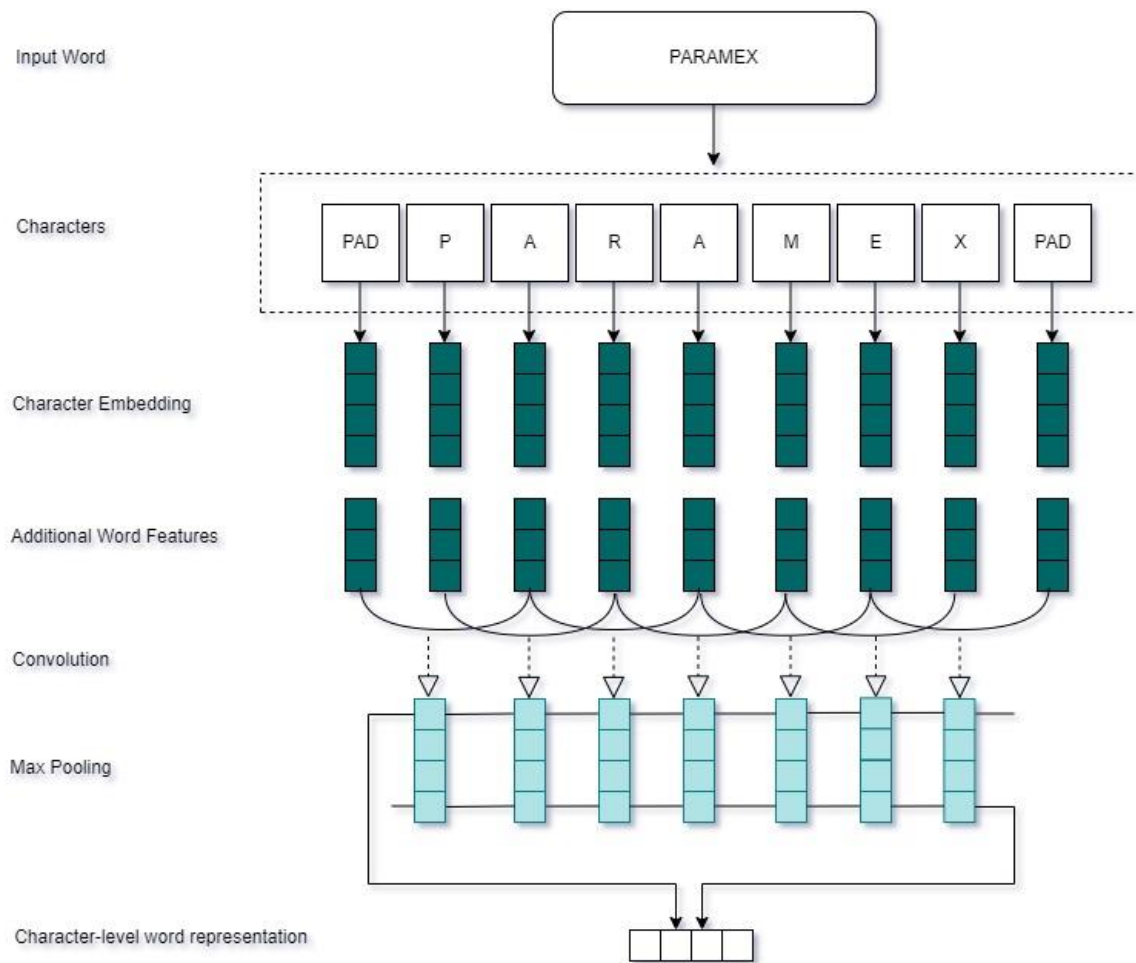 Input Word
PARAMEX
Characters
PAD P A R A M E X PAD
Character Embedding
Additional Word Features
Convolution
Max Pooling
Character-level word representation